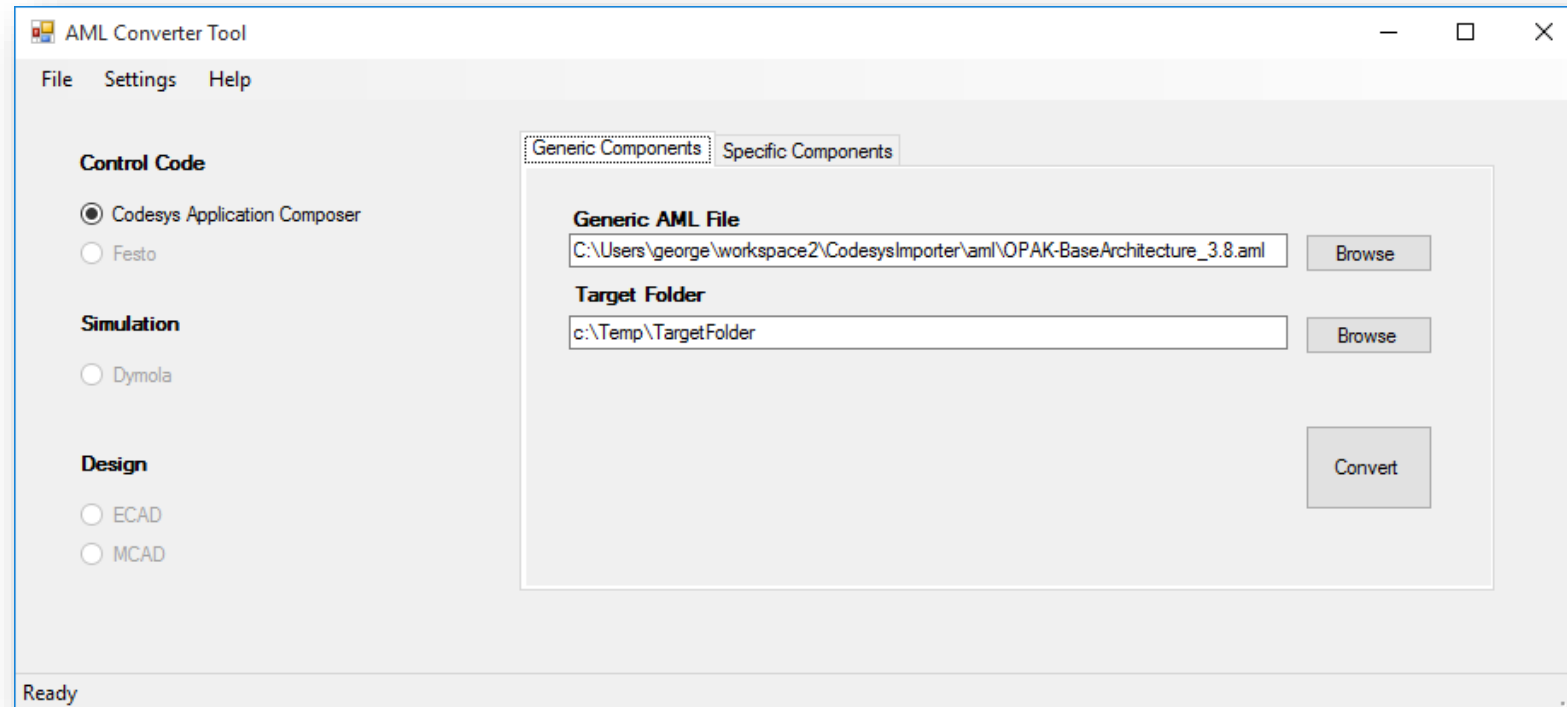 AML Converter Tool
File Settings Help
Control Code
Codesys Application Composer
Festo
Simulation
Dymola
Design
ECAD
MCAD
Generic Components Specific Components
Generic AML File
C:\Users\george\workspace2\CodesysImporter\aml\OPAK-BaseArchitecture_3.8.aml Browse
Target Folder
c:\Temp\TargetFolder Browse
Convert
Ready